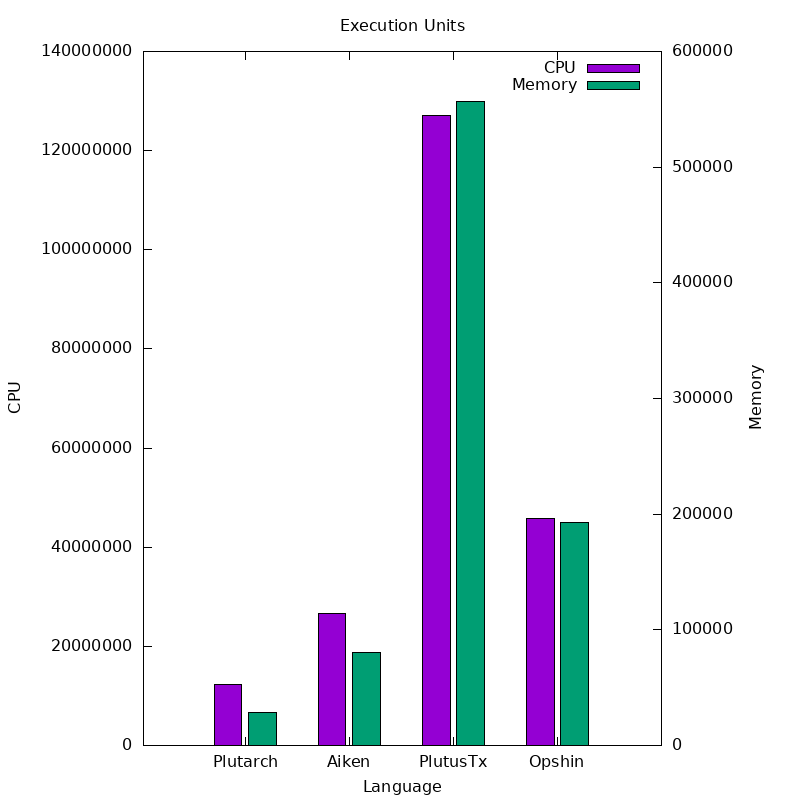 Execution Units
CPU
Memory
140000000
120000000
100000000
80000000
60000000
40000000
20000000
0
CPU
600000
500000
400000
300000
200000
100000
0
Memory
Plutarch Aiken PlutusTx Opshin
Language